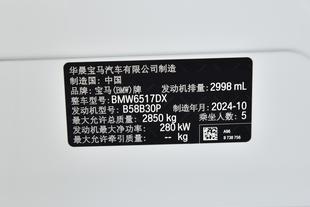 华晨宝马汽车有限公司制造
制造国：中国
品牌：宝马(BMW)牌 发动机排量：2998 mL
整车型号：BMW6517DX
发动机型号：B58B30P 制造年月：2024-10
最大允许总质量：2850 kg 乘坐人数：5
发动机最大净功率：280 kW
最大允许牵引质量：-- kg
A96
8 738 756